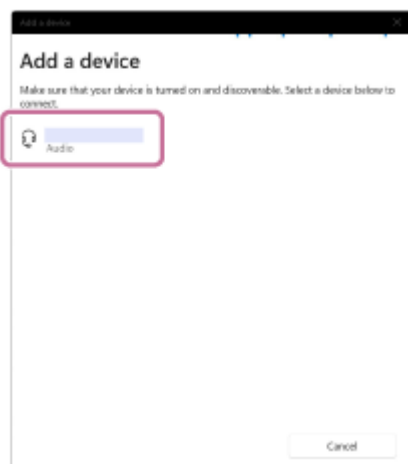 Add a device
Add a device
Make sure that your device is turned on and discoverable. Select a device below to
connect.
Audio
Cancel